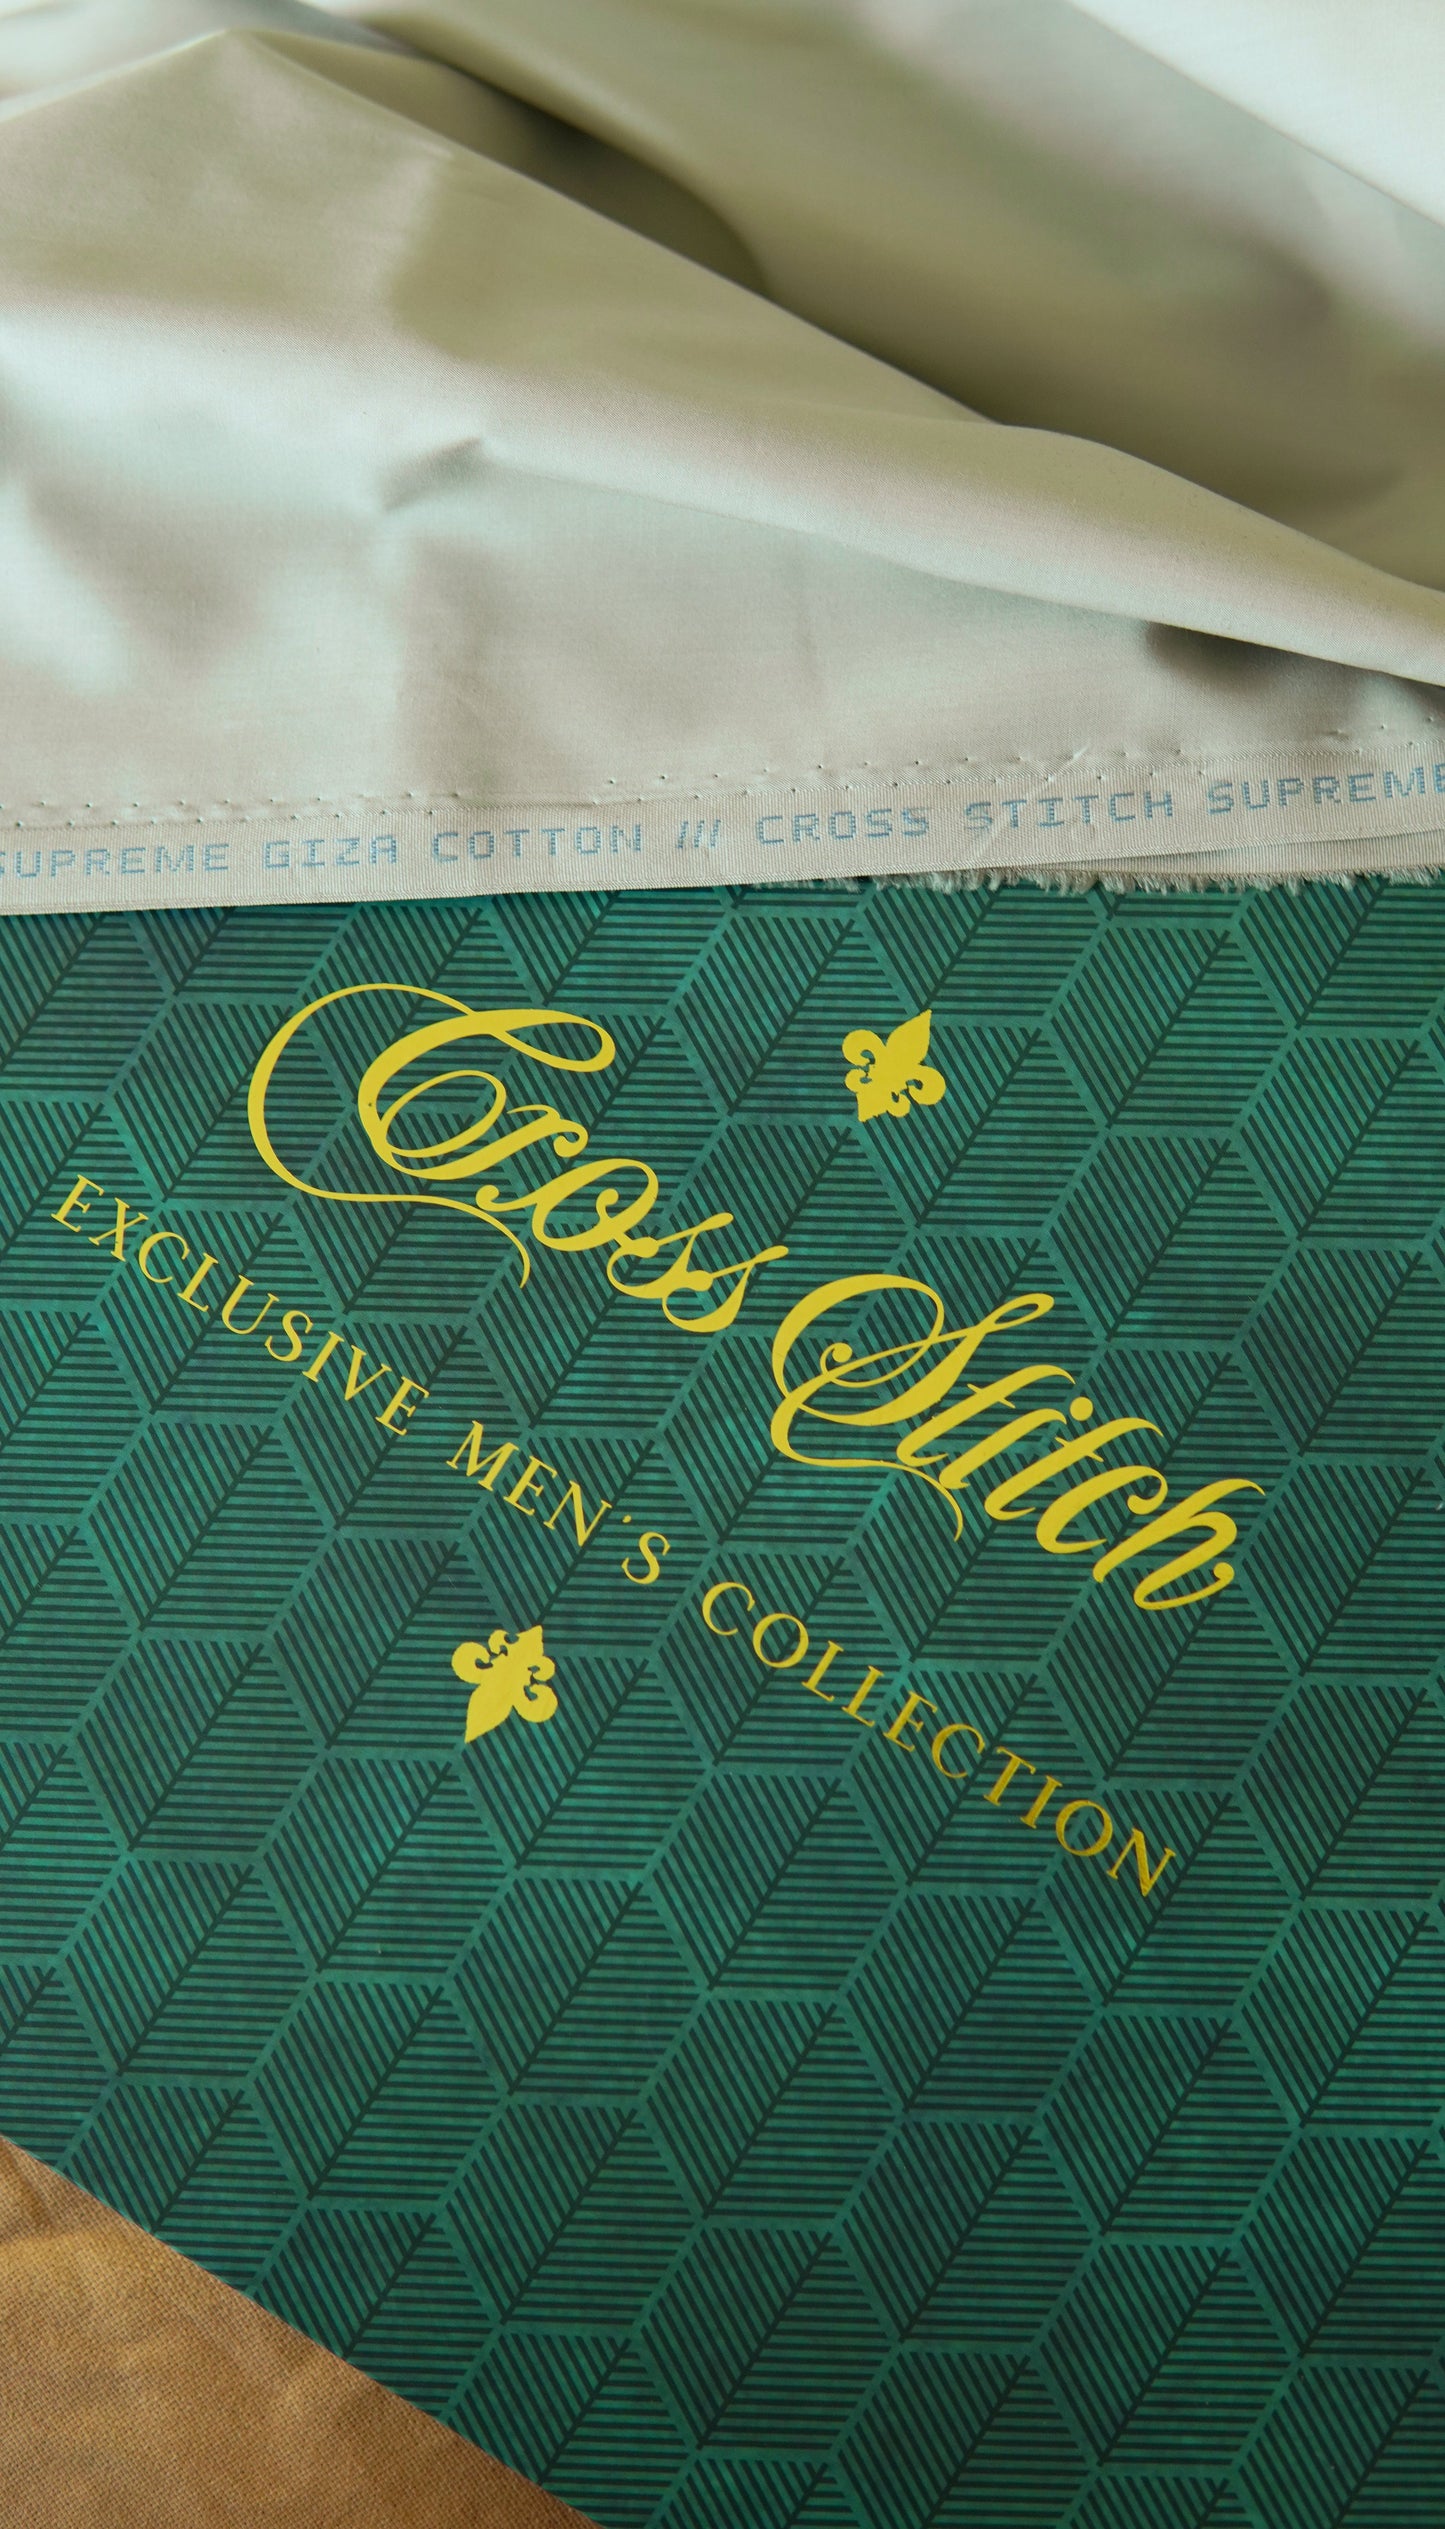 SUPREME GIZA COTTON /// CROSS STITCH SUPREME
Cross Stitch
EXCLUSIVE MEN'S COLLECTION